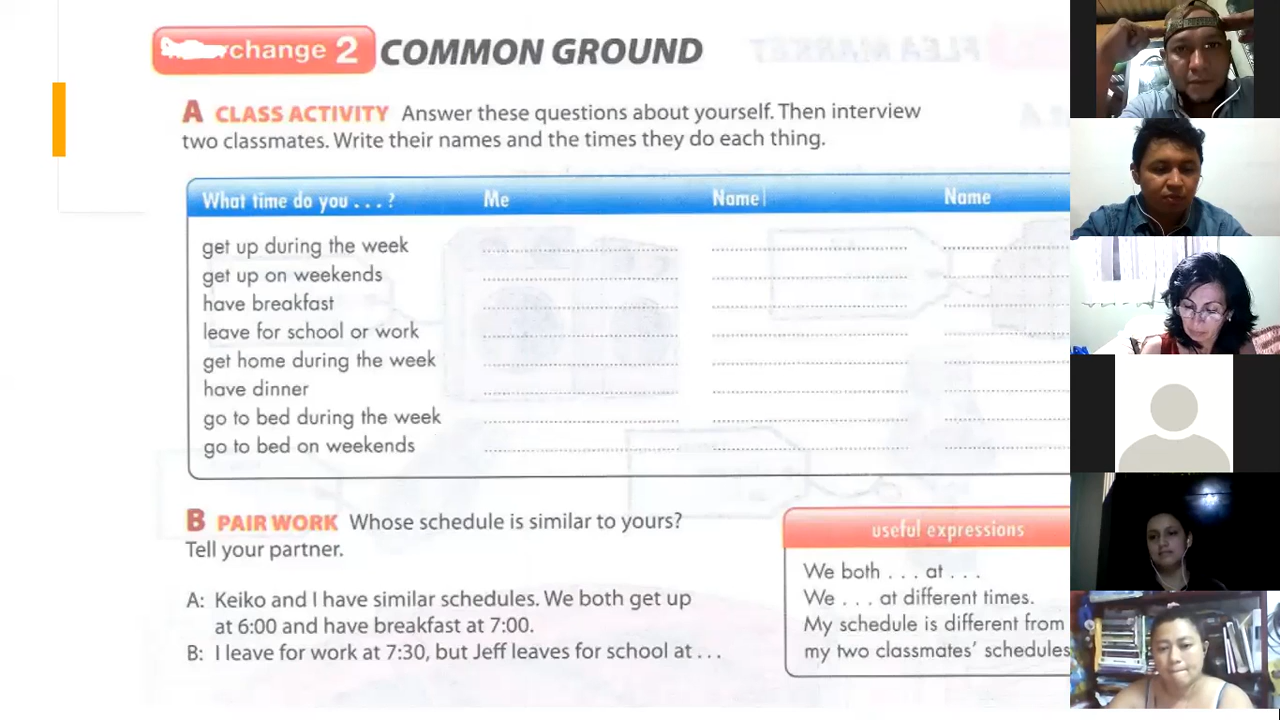 change 2 COMMON GROUND
A CLASS ACTIVITY Answer these questions about yourself. Then interview
two classmates. Write their names and the times they do each thing.
What time do you . . . ? Me Name Name
get up during the week
get up on weekends
have breakfast
leave for school or work
get home during the week
have dinner
go to bed during the week
go to bed on weekends
B PAIR WORK Whose schedule is similar to yours?
Tell your partner.
A: Keiko and I have similar schedules. We both get up
at 6:00 and have breakfast at 7:00.
B: I leave for work at 7:30, but Jeff leaves for school at . . .
useful expressions
We both . . . at . . .
We . . . at different times.
My schedule is different from
my two classmates' schedules